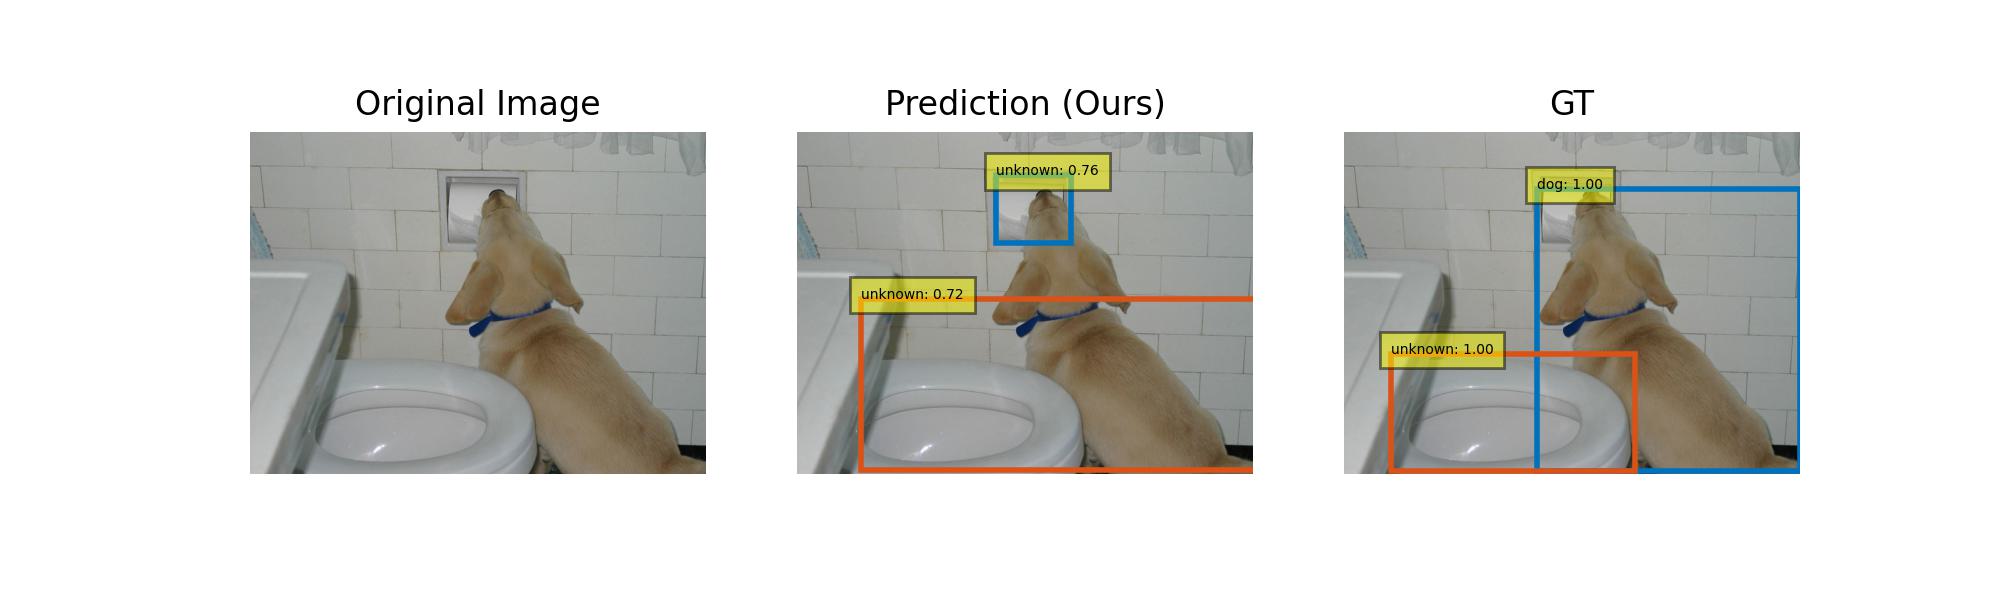 Original Image
Prediction (Ours)
GT
unknown: 0.76
unknown: 0.72
dog: 1.00
unknown: 1.00